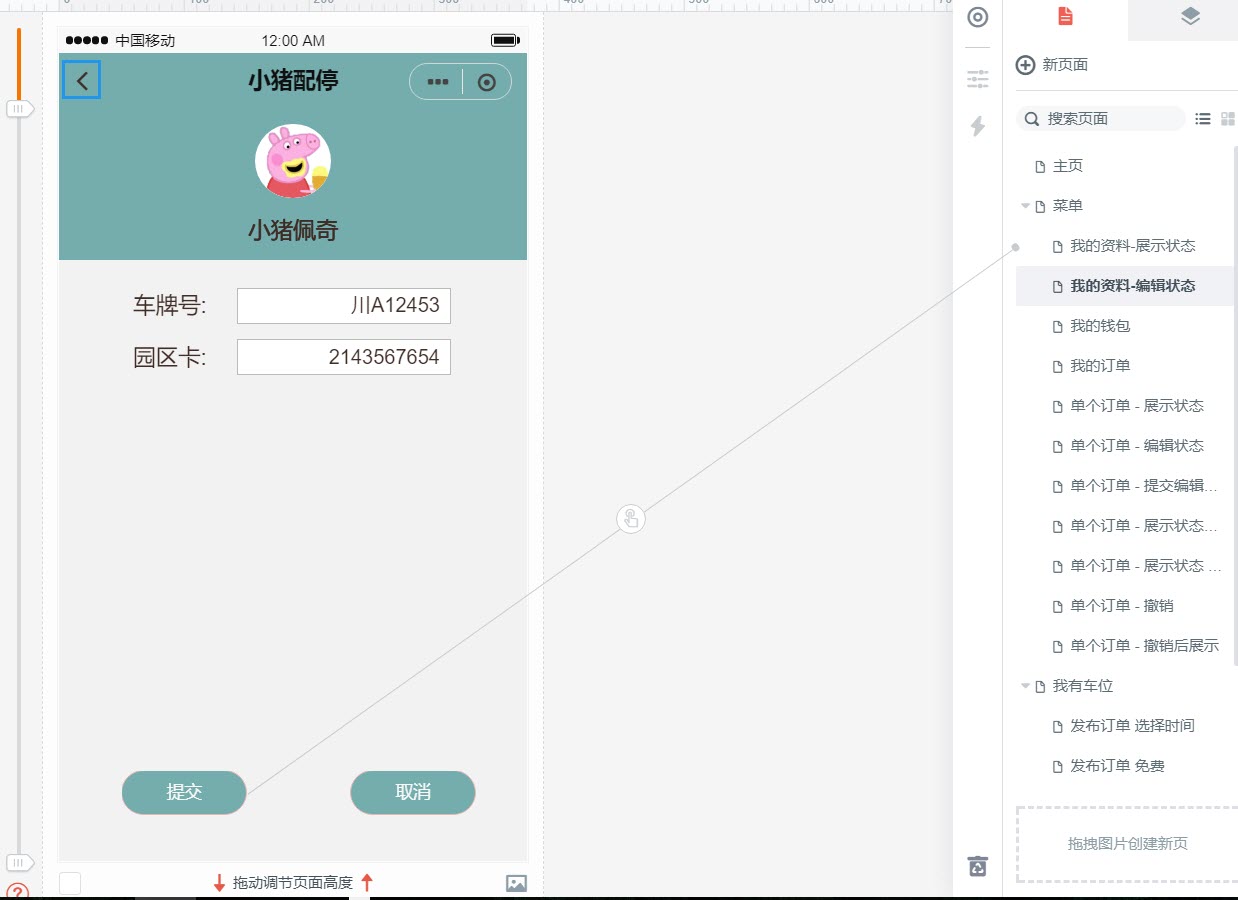 中国移动 12:00 AM
小猪配停
小猪佩奇
车牌号: 川A12453
园区卡: 2143567654
提交 取消
拖动调节页面高度
新页面
搜索页面
主页
菜单
我的资料-展示状态
我的资料-编辑状态
我的钱包
我的订单
单个订单 - 展示状态
单个订单 - 编辑状态
单个订单 - 提交编辑...
单个订单 - 展示状态...
单个订单 - 展示状态 ...
单个订单 - 撤销
单个订单 - 撤销后展示
我有车位
发布订单 选择时间
发布订单 免费
拖拽图片创建新页